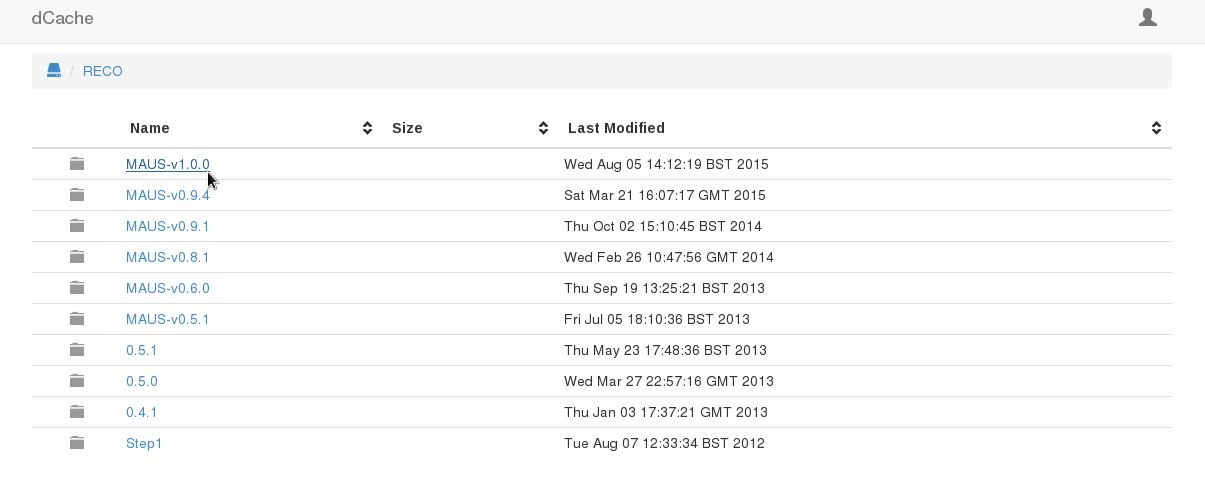 dCache
/ RECO
Name Size Last Modified
MAUS-v1.0.0 Wed Aug 05 14:12:19 BST 2015
MAUS-v0.9.4 Sat Mar 21 16:07:17 GMT 2015
MAUS-v0.9.1 Thu Oct 02 15:10:45 BST 2014
MAUS-v0.8.1 Wed Feb 26 10:47:56 GMT 2014
MAUS-v0.6.0 Thu Sep 19 13:25:21 BST 2013
MAUS-v0.5.1 Fri Jul 05 18:10:36 BST 2013
0.5.1 Thu May 23 17:48:36 BST 2013
0.5.0 Wed Mar 27 22:57:16 GMT 2013
0.4.1 Thu Jan 03 17:37:21 GMT 2013
Step1 Tue Aug 07 12:33:34 BST 2012